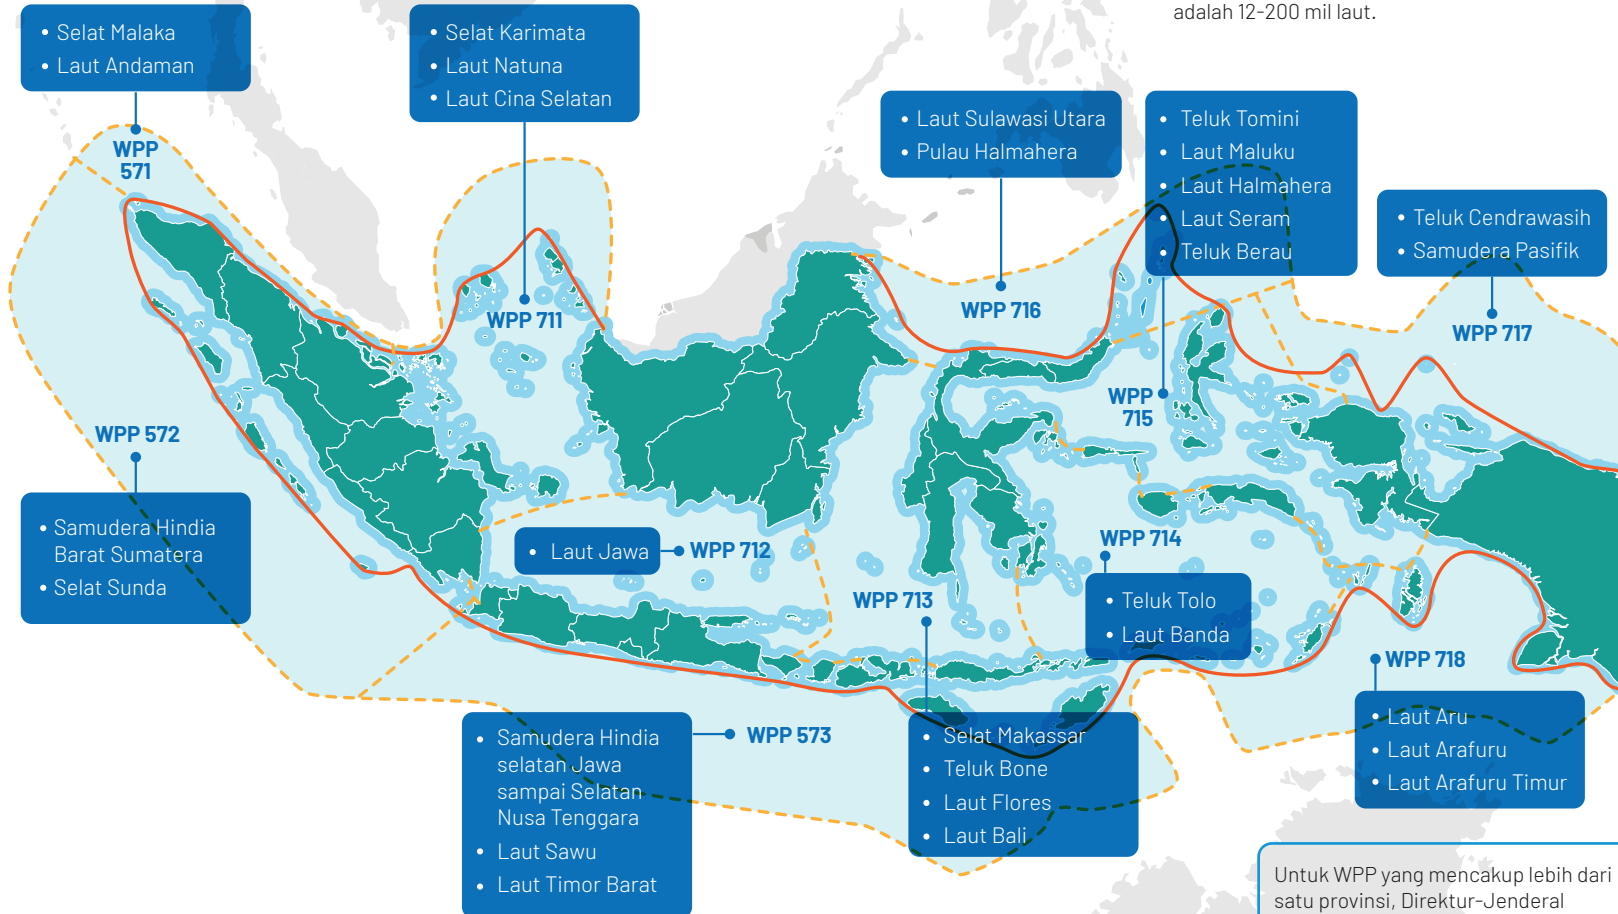 adalah 12-200 mil laut.
• Selat Malaka
• Laut Andaman
WPP
571
• Selat Karimata
• Laut Natuna
• Laut Cina Selatan
WPP 711
• Laut Sulawasi Utara
• Pulau Halmahera
WPP 716
• Teluk Tomini
• Laut Maluku
• Laut Halmahera
• Laut Seram
• Teluk Berau
WPP
715
• Teluk Cendrawasih
• Samudera Pasifik
WPP 717
WPP 572
• Samudera Hindia
Barat Sumatera
• Selat Sunda
• Laut Jawa
WPP 712
WPP 713
• Selat Makassar
• Teluk Bone
• Laut Flores
• Laut Bali
WPP 714
• Teluk Tolo
• Laut Banda
WPP 718
• Laut Aru
• Laut Arafuru
• Laut Arafuru Timur
WPP 573
• Samudera Hindia
selatan Jawa
sampai Selatan
Nusa Tenggara
• Laut Sawu
• Laut Timor Barat
Untuk WPP yang mencakup lebih dari
satu provinsi, Direktur-Jenderal